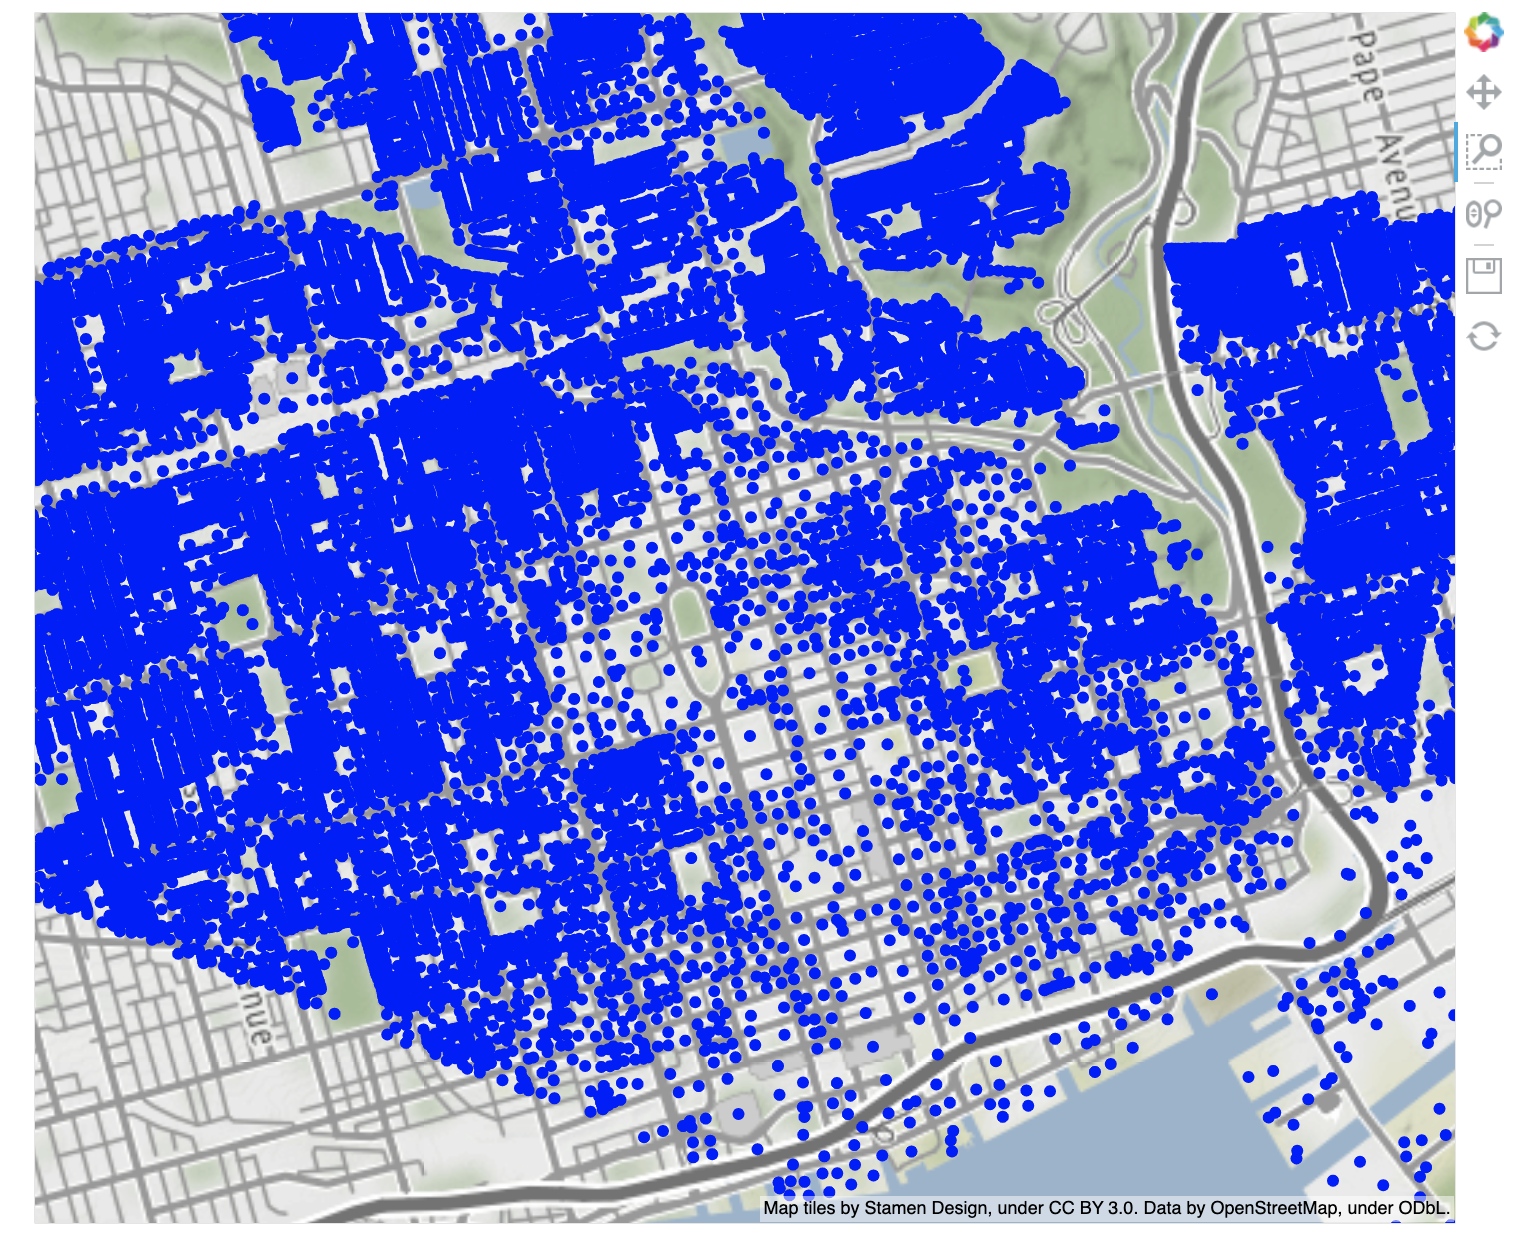 Pape
Avenu
nue
Map tiles by Stamen Design, under CC BY 3.0. Data by OpenStreetMap, under ODbL.